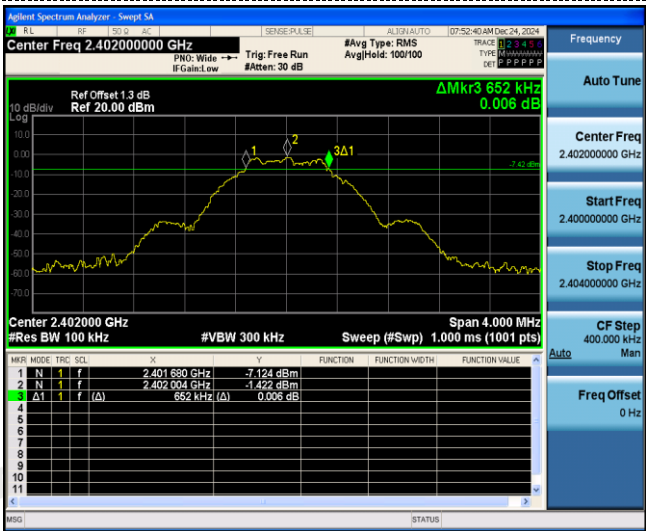 Agilent Spectrum Analyzer - Swept SA
RL RF 50 Ω AC SENSE:PULSE ALIGNAUTO 07:52:40 AM Dec 24, 2024
Center Freq 2.402000000 GHz #Avg Type: RMS TRACE 1 2 3 4 5 6
PNO: Wide Trig: Free Run Avg|Hold: 100/100 TYPE M
IFGain:Low #Atten: 30 dB DET P P P P P P
Frequency
Auto Tune
Center Freq
2.402000000 GHz
Start Freq
2.400000000 GHz
Stop Freq
2.404000000 GHz
CF Step
400.000 kHz
Auto Man
Freq Offset
0 Hz
ΔMkr3 652 kHz
0.006 dB
Ref Offset 1.3 dB
10 dB/div Ref 20.00 dBm
Log
10.0
0.00
-10.0
-20.0
-30.0
-40.0
-50.0
-60.0
-70.0
1
2
3Δ1
-7.42 dBm
Center 2.402000 GHz Span 4.000 MHz
#Res BW 100 kHz #VBW 300 kHz Sweep (#Swp) 1.000 ms (1001 pts)
MKR MODE TRC SCL X Y FUNCTION FUNCTION WIDTH FUNCTION VALUE
1 N 1 f 2.401 680 GHz -7.124 dBm
2 N 1 f 2.402 004 GHz -1.422 dBm
3 Δ1 1 f (Δ) 652 kHz (Δ) 0.006 dB
4
5
6
7
8
9
10
11
MSG STATUS